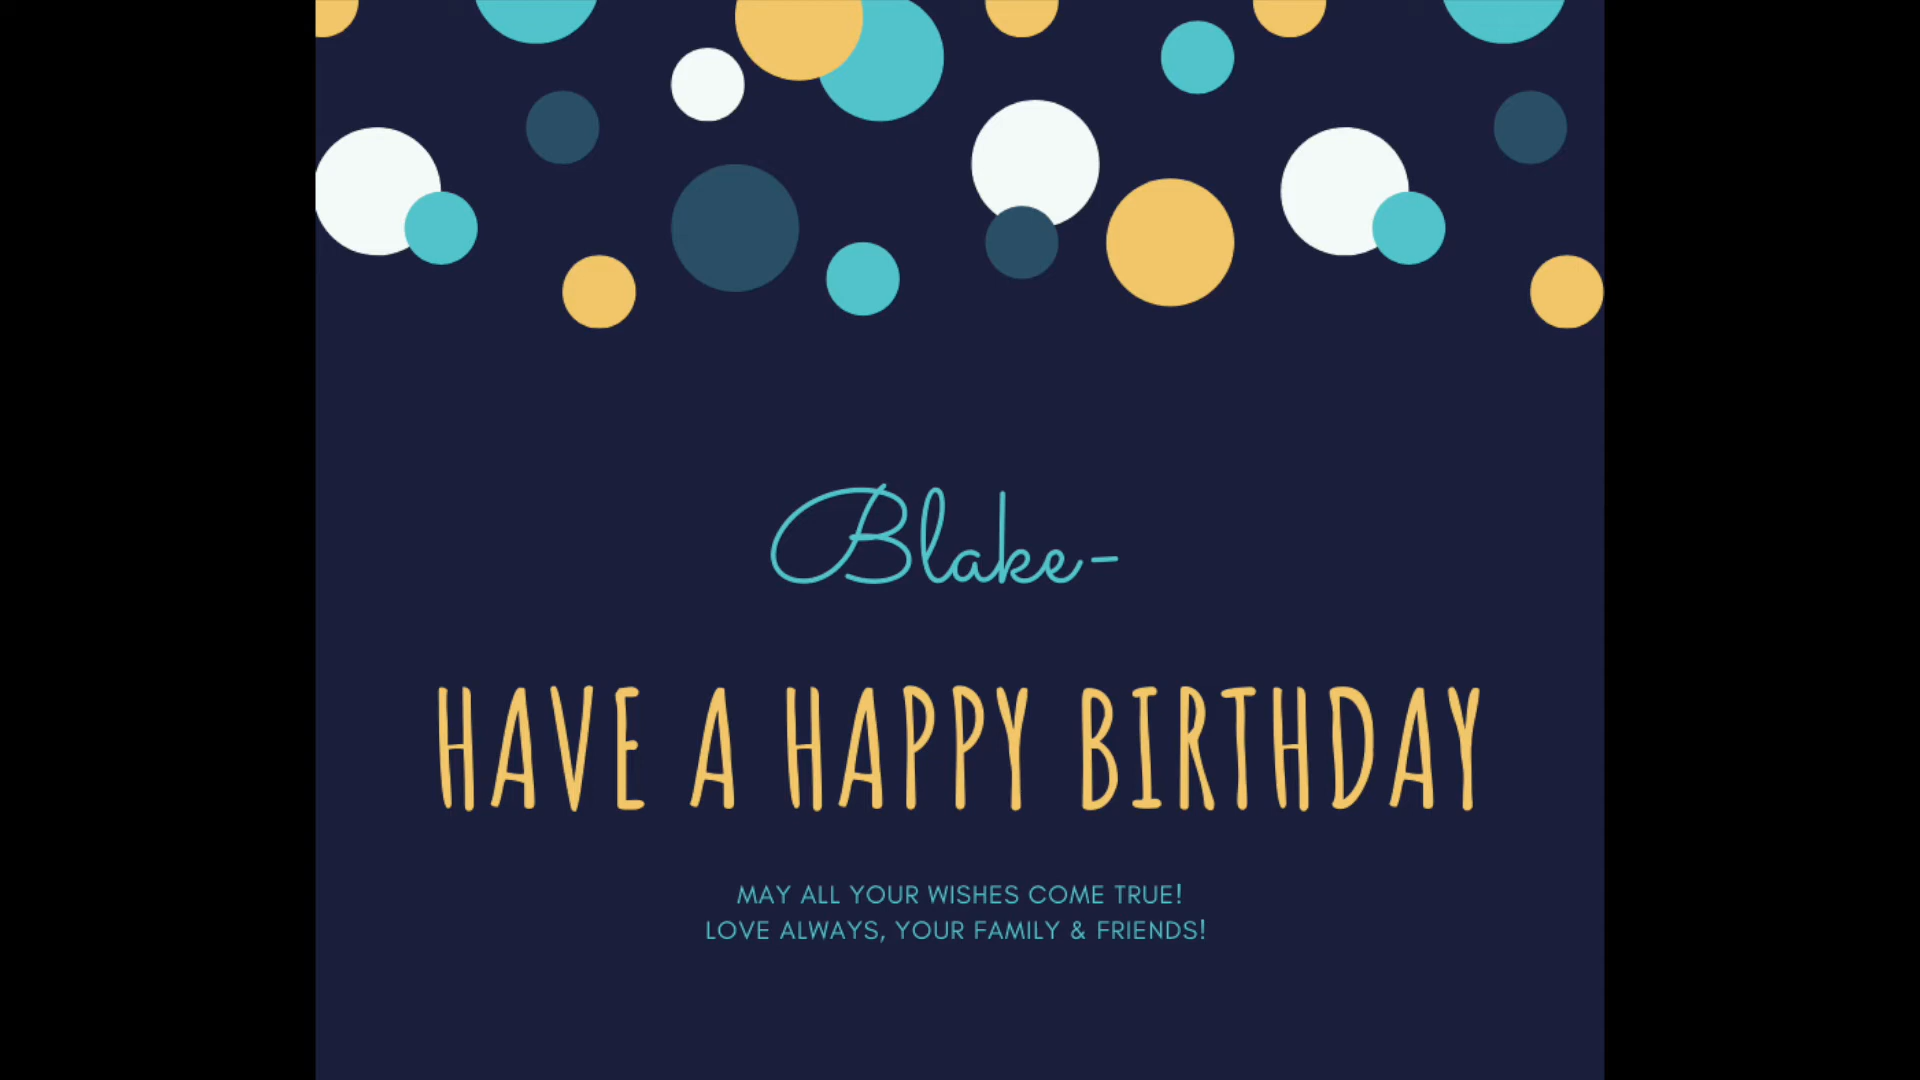 Blake-
HAVE A HAPPY BIRTHDAY
MAY ALL YOUR WISHES COME TRUE!
LOVE ALWAYS, YOUR FAMILY & FRIENDS!